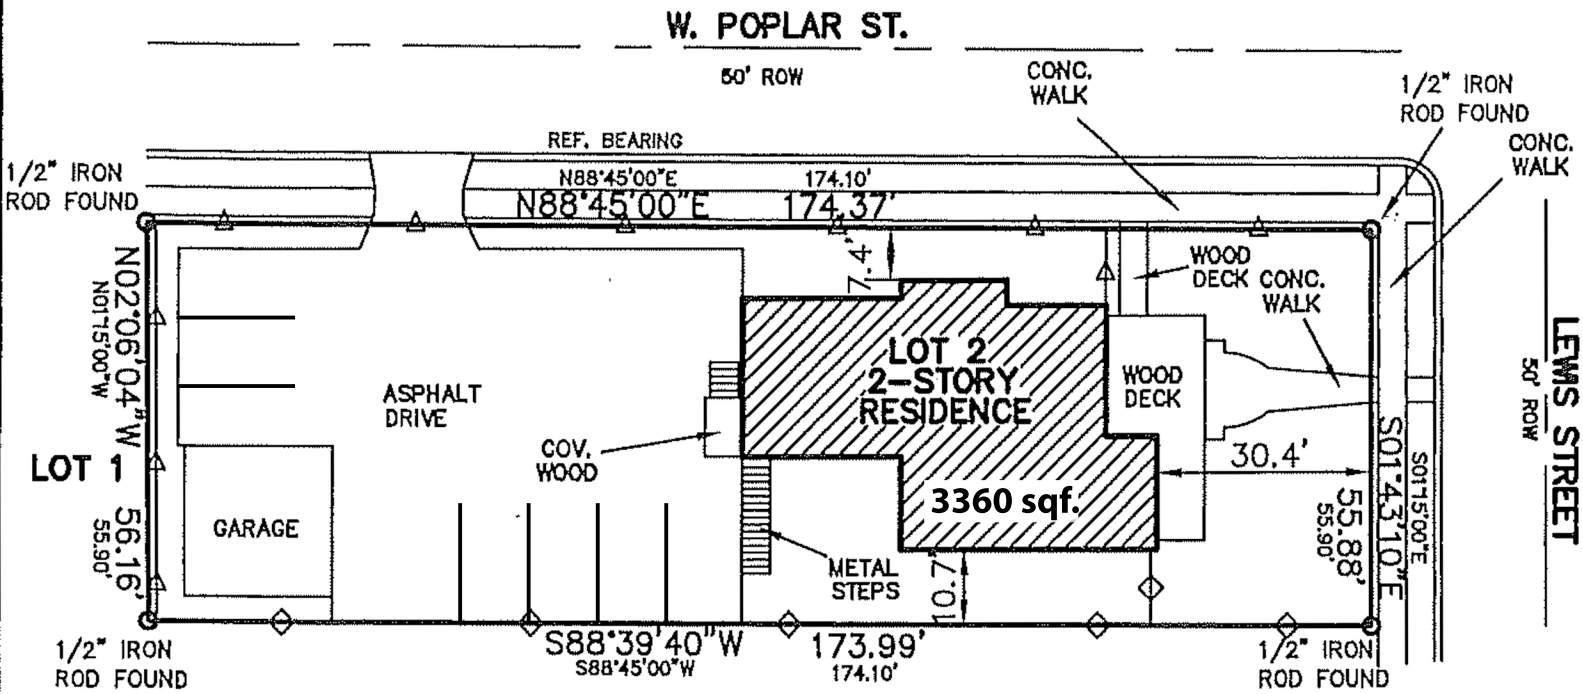 W. POPLAR ST.
50' ROW
CONC.
WALK
1/2" IRON
ROD FOUND
CONC.
WALK
REF. BEARING
1/2" IRON
ROD FOUND
N88°45'00"E 174.10'
N88°45'00"E 174.37'
7.4'
WOOD
DECK
CONC.
WALK
N02°06'04"W 56.16'
N01°15'00"W 55.90'
LOT 2
2-STORY
RESIDENCE
WOOD
DECK
ASPHALT
DRIVE
LEWS STREET
50' ROW
COV.
WOOD
30.4'
LOT 1
3360 sqf.
S01°43'10"E 55.88'
S01°15'00"E 55.90'
GARAGE
METAL
STEPS
10.7'
S88°39'40"W 173.99'
S88°45'00"W 174.10'
1/2" IRON
ROD FOUND
1/2" IRON
ROD FOUND